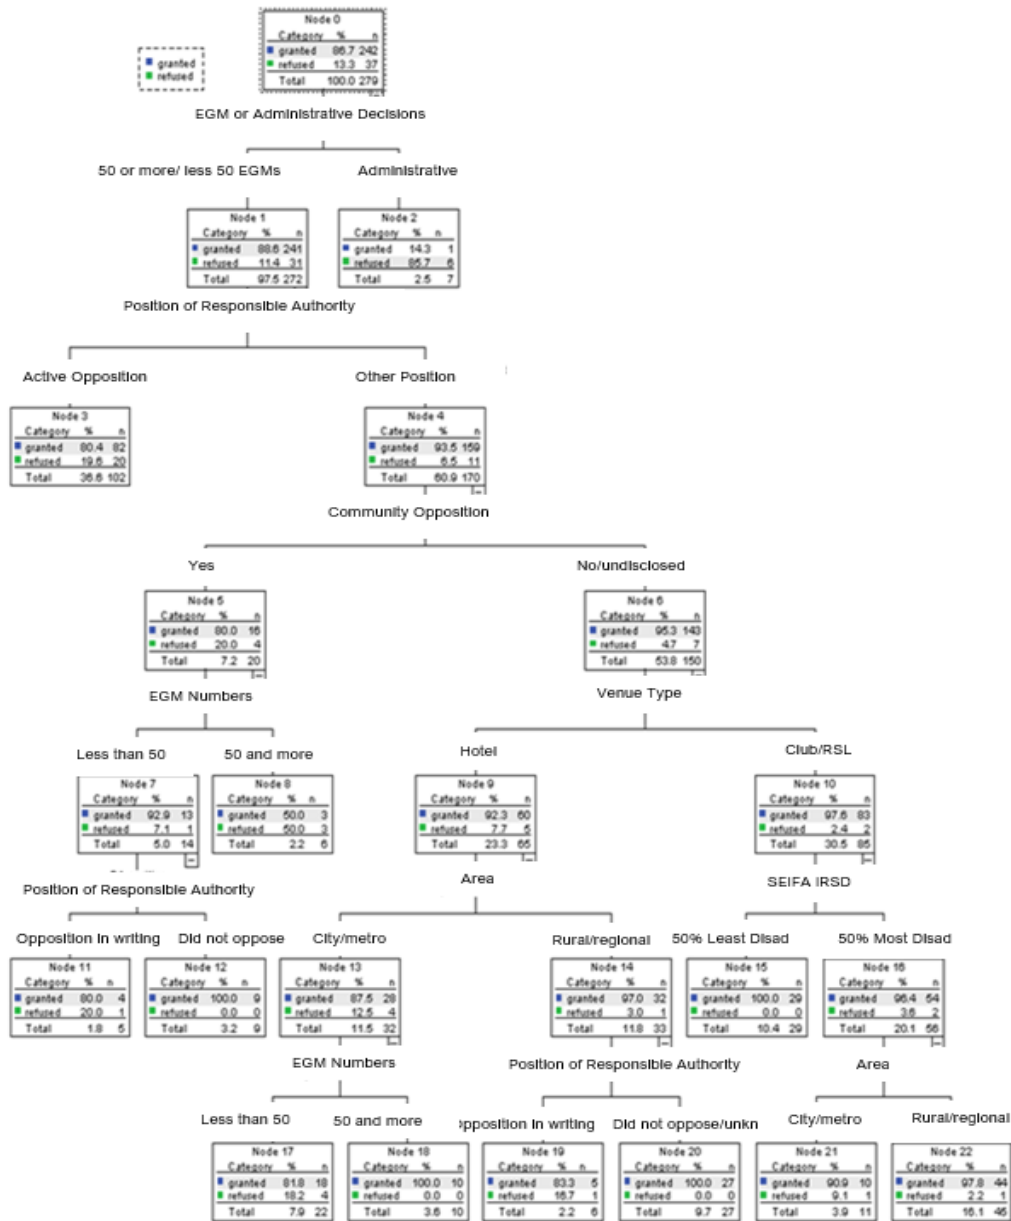 Node 0
Category % n
granted 86.7 242
refused 13.3 37
Total 100.0 279
granted
refused
EGM or Administrative Decisions
50 or more/ less 50 EGMs
Administrative
Node 1
Category % n
granted 88.6 241
refused 11.4 31
Total 97.5 272
Node 2
Category % n
granted 14.3 1
refused 85.7 6
Total 2.5 7
Position of Responsible Authority
Active Opposition
Other Position
Node 3
Category % n
granted 80.4 82
refused 19.6 20
Total 36.6 102
Node 4
Category % n
granted 93.5 159
refused 6.5 11
Total 60.9 170
Community Opposition
Yes
No/undisclosed
Node 5
Category % n
granted 80.0 16
refused 20.0 4
Total 7.2 20
Node 6
Category % n
granted 95.3 143
refused 4.7 7
Total 53.8 150
EGM Numbers
Venue Type
Less than 50
50 and more
Hotel
Club/RSL
Node 7
Category % n
granted 92.9 13
refused 7.1 1
Total 5.0 14
Node 8
Category % n
granted 50.0 3
refused 50.0 3
Total 2.2 6
Node 9
Category % n
granted 92.3 60
refused 7.7 5
Total 23.3 65
Node 10
Category % n
granted 97.6 83
refused 2.4 2
Total 30.5 85
Position of Responsible Authority
Area
SEIFA IRSD
Opposition in writing
Did not oppose
City/metro
Rural/regional
50% Least Disad
50% Most Disad
Node 11
Category % n
granted 80.0 4
refused 20.0 1
Total 1.8 5
Node 12
Category % n
granted 100.0 9
refused 0.0 0
Total 3.2 9
Node 13
Category % n
granted 87.5 28
refused 12.5 4
Total 11.5 32
Node 14
Category % n
granted 97.0 32
refused 3.0 1
Total 11.8 33
Node 15
Category % n
granted 100.0 29
refused 0.0 0
Total 10.4 29
Node 16
Category % n
granted 96.4 54
refused 3.6 2
Total 20.1 56
EGM Numbers
Position of Responsible Authority
Area
Less than 50
50 and more
pposition in writing
Did not oppose/unkn
City/metro
Rural/regional
Node 17
Category % n
granted 81.8 18
refused 18.2 4
Total 7.9 22
Node 18
Category % n
granted 100.0 10
refused 0.0 0
Total 3.6 10
Node 19
Category % n
granted 83.3 5
refused 16.7 1
Total 2.2 6
Node 20
Category % n
granted 100.0 27
refused 0.0 0
Total 9.7 27
Node 21
Category % n
granted 90.9 10
refused 9.1 1
Total 3.9 11
Node 22
Category % n
granted 97.8 44
refused 2.2 1
Total 16.1 45